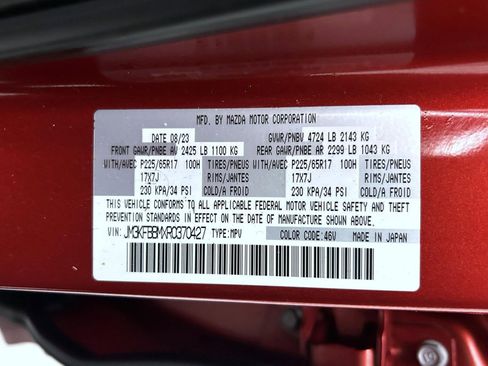 MFD. BY MAZDA MOTOR CORPORATION
DATE 08/23 GVWR/PNBV 4724 LB 2143 KG
FRONT GAWR/PNBE AV 2425 LB 1100 KG REAR GAWR/PNBE AR 2299 LB 1043 KG
WITH/AVEC P225/65R17 100H TIRES/PNEUS WITH/AVEC P225/65R17 100H TIRES/PNEUS
17X7J RIMS/JANTES 17X7J RIMS/JANTES
230 KPA/34 PSI COLD/A FROID 230 KPA/34 PSI COLD/A FROID
THIS VEHICLE CONFORMS TO ALL APPLICABLE FEDERAL MOTOR VEHICLE SAFETY AND
THEFT PREVENTION STANDARDS IN EFFECT ON THE DATE OF MANUFACTURE SHOWN ABOVE.
VIN: JM3KFBBMXR0370427 TYPE:MPV COLOR CODE:46V MADE IN JAPAN